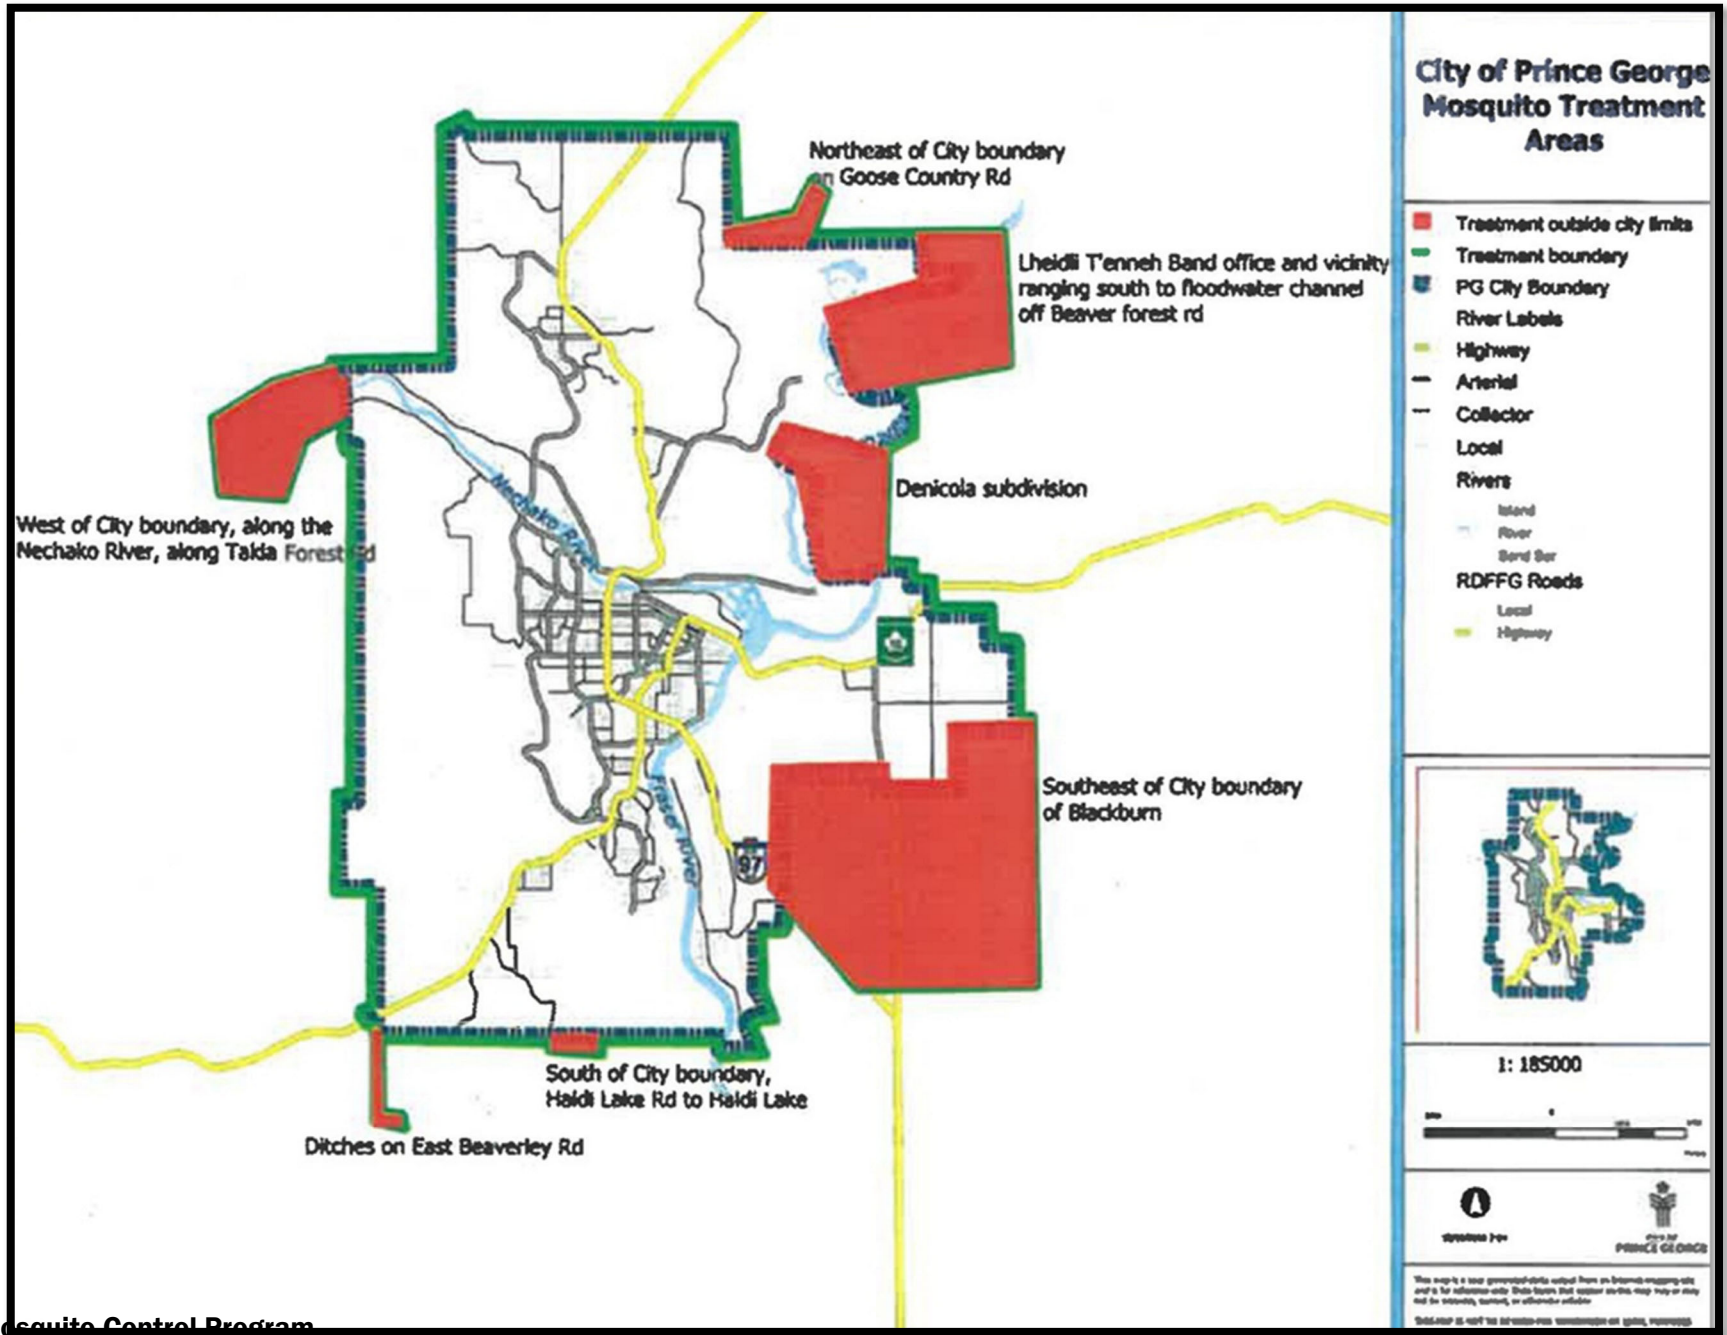 City of Prince George
Mosquito Treatment
Areas
Northeast of City boundary
on Goose Country Rd
Lheidli T'enneh Band office and vicinity
ranging south to floodwater channel
off Beaver forest rd
West of City boundary, along the
Nechako River, along Takla Forest Rd
Nechako River
Denicola subdivision
Fraser River
97
Southeast of City boundary
of Blackburn
South of City boundary,
Haldi Lake Rd to Haldi Lake
Ditches on East Beaverley Rd
Treatment outside city limits
Treatment boundary
PG City Boundary
River Labels
Highway
Arterial
Collector
Local
Rivers
Island
River
Sand Bar
RDFFG Roads
Local
Highway
1: 185000
PRINCE GEORGE
osquito Control Program